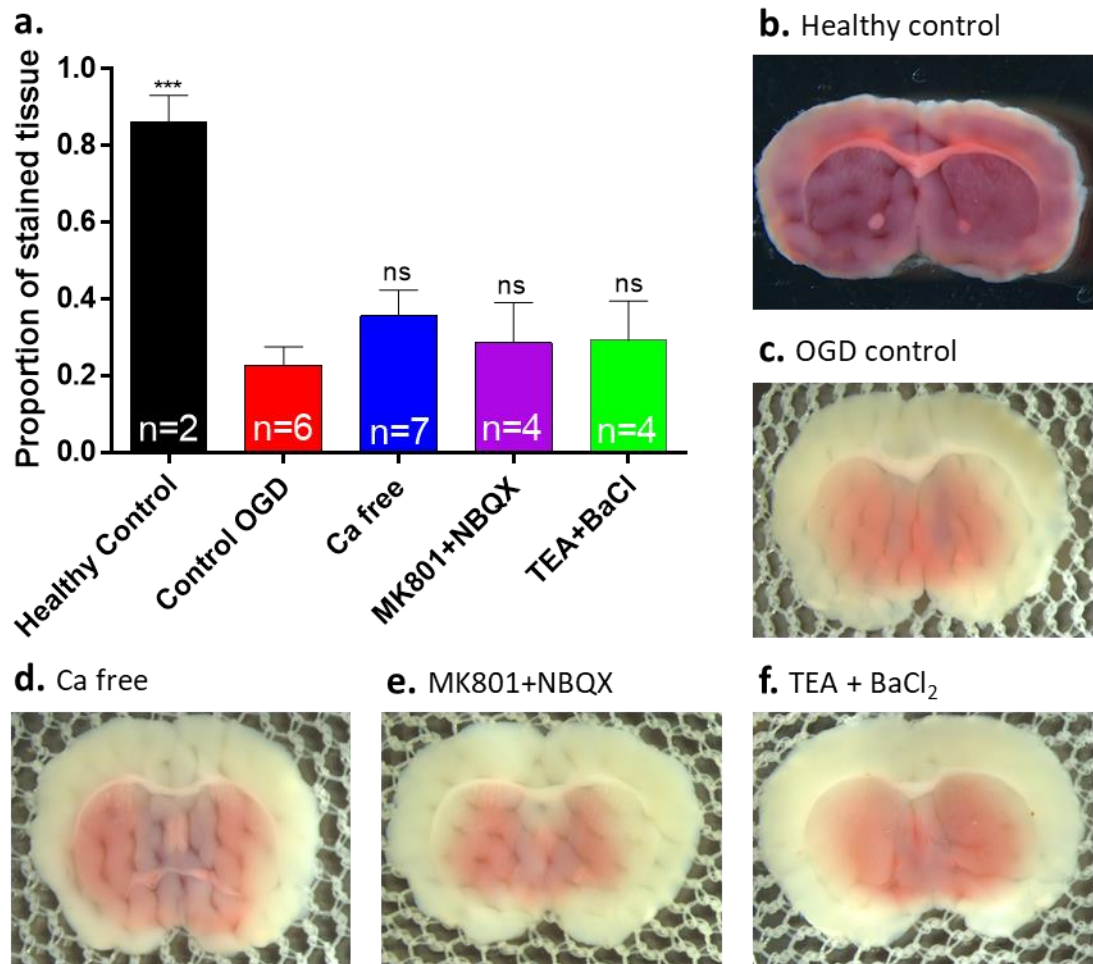 a.
Proportion of stained tissue
1.0
0.8
0.6
0.4
0.2
0.0
***
ns
ns
ns
n=2
n=6
n=7
n=4
n=4
Healthy Control
Control OGD
Ca free
MK801+NBQX
TEA+BaCl
b. Healthy control
c. OGD control
d. Ca free
e. MK801+NBQX
f. TEA + BaCl₂